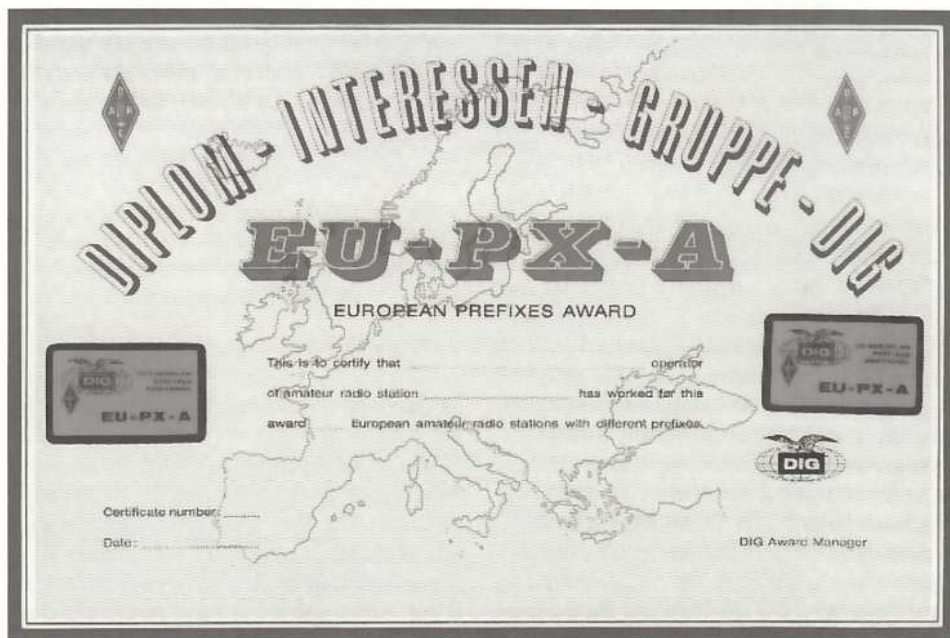 DIPLOM - INTERESSEN - GRUPPE - DIG
EU-PX-A
EUROPEAN PREFIXES AWARD
This is to certify that operator
of amateur radio station has worked for this
award European amateur radio stations with different prefixes.
DIG
EU-PX-A
DIG
EU-PX-A
DIG
Certificate number:
Date:
DIG Award Manager